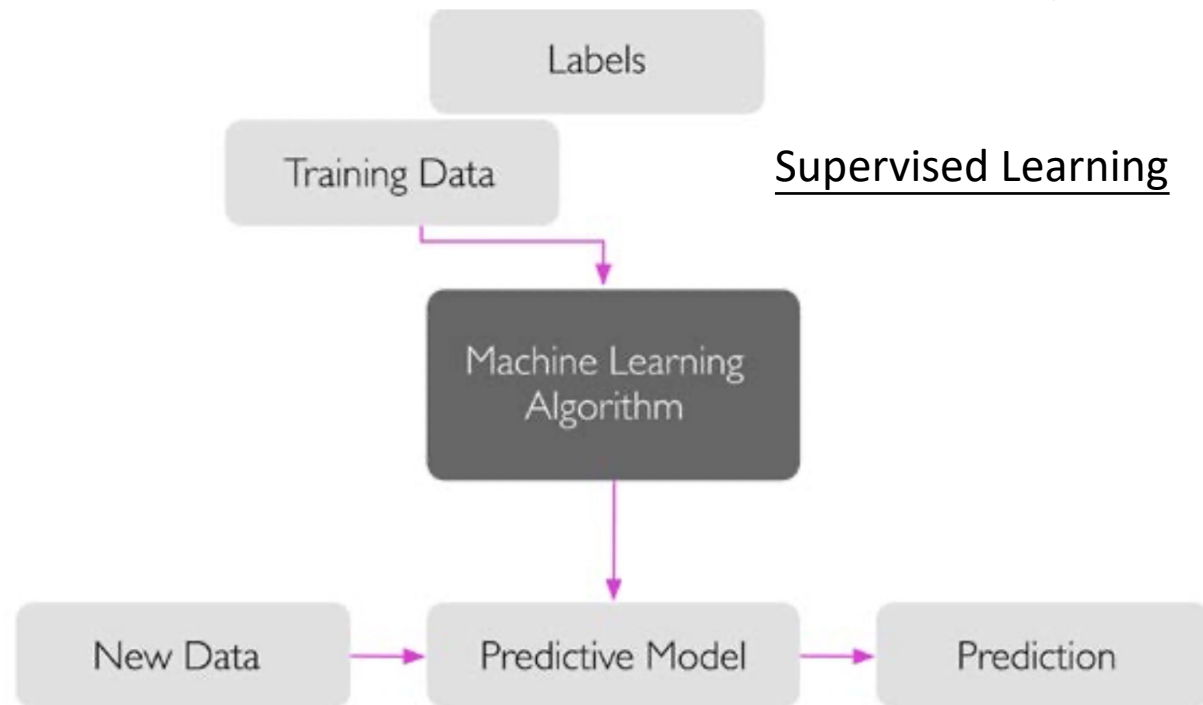 Labels
Training Data
Supervised Learning
Machine Learning
Algorithm
New Data
Predictive Model
Prediction